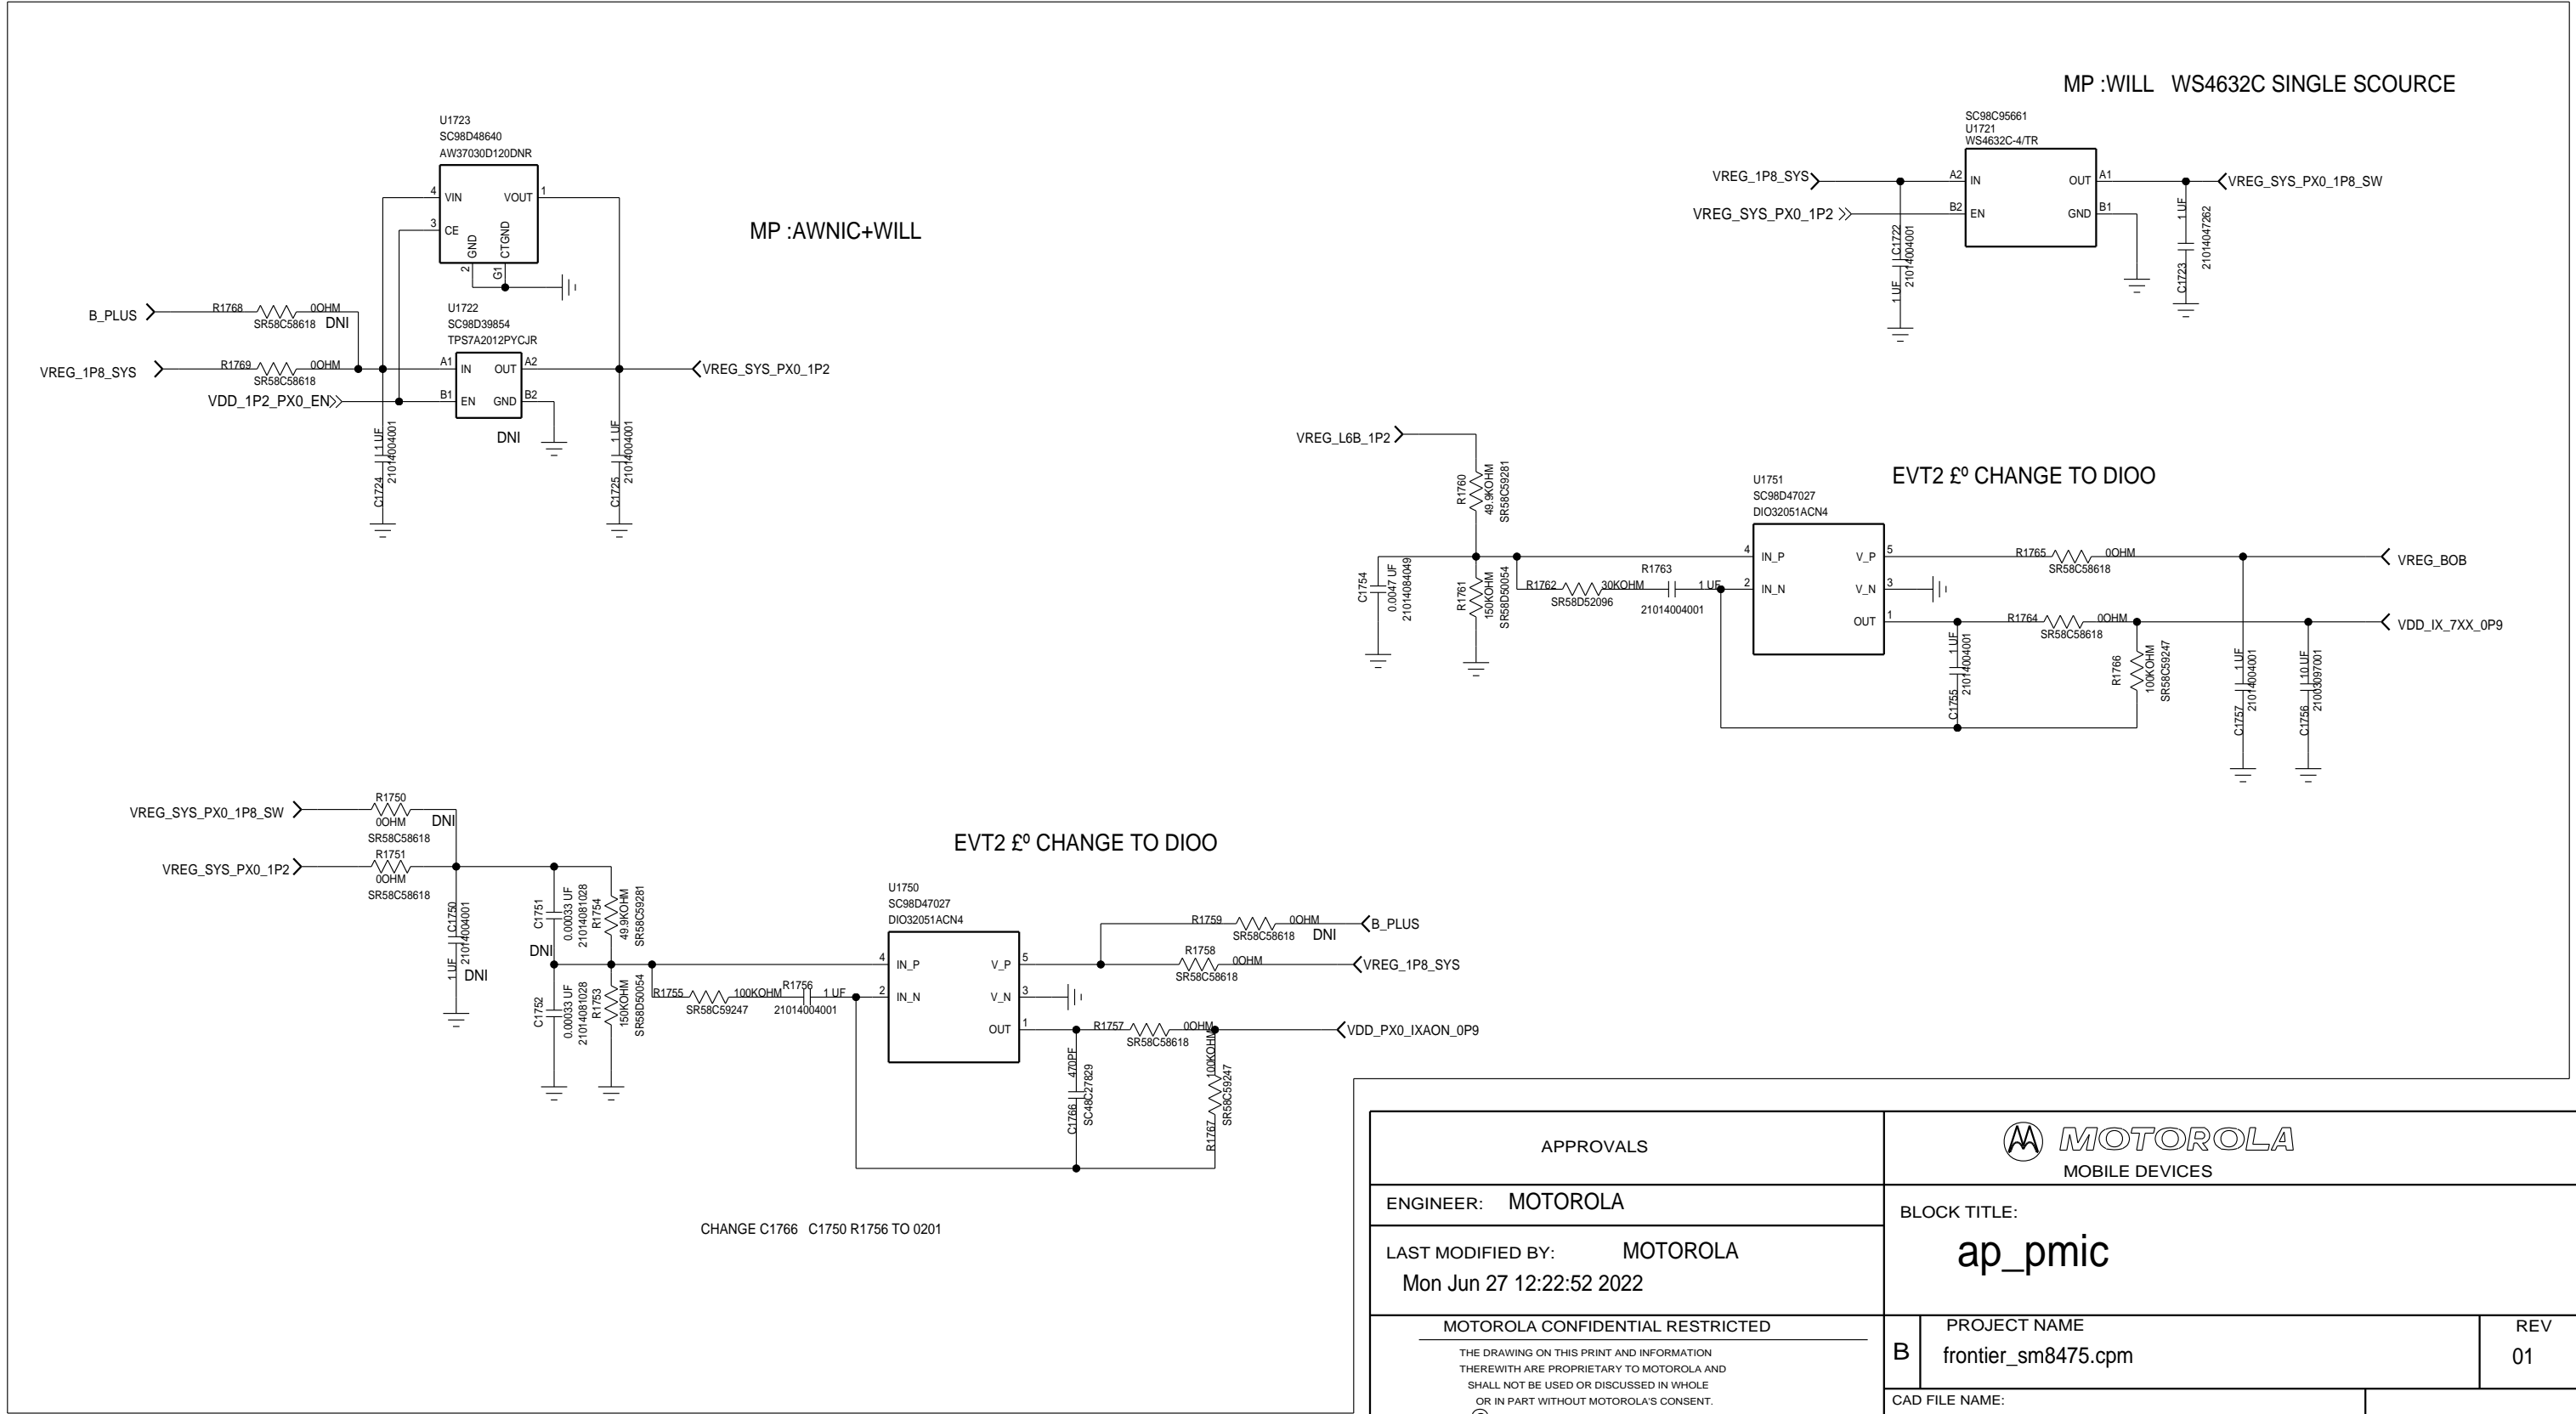 MP :WILL WS4632C SINGLE SCOURCE
U1723
SC98D48640
AW37030D120DNR
4
VIN
VOUT
1
3
CE
GND
CTGND
2
G1
MP :AWNIC+WILL
B_PLUS
R1768
0OHM
SR58C58618
DNI
VREG_1P8_SYS
R1769
0OHM
SR58C58618
VDD_1P2_PX0_EN
U1722
SC98D39854
TPS7A2012PYCJR
A1
IN
OUT
A2
B1
EN
GND
B2
DNI
VREG_SYS_PX0_1P2
C1724
1 UF
21014004001
C1725
1 UF
21014004001
SC98C95661
U1721
WS4632C-4/TR
VREG_1P8_SYS
A2
IN
OUT
A1
VREG_SYS_PX0_1P8_SW
VREG_SYS_PX0_1P2
B2
EN
GND
B1
1 UF
C1722
21014004001
C1723
1 UF
21014047262
VREG_L6B_1P2
R1760
49.9KOHM
SR58C59281
EVT2 £º CHANGE TO DIOO
U1751
SC98D47027
DIO32051ACN4
4
IN_P
V_P
5
2
IN_N
V_N
3
OUT
1
C1754
0.0047 UF
21014084049
R1761
150KOHM
SR58D50054
R1762
30KOHM
SR58D52096
R1763
1 UF
21014004001
R1765
0OHM
SR58C58618
VREG_BOB
R1764
0OHM
SR58C58618
VDD_IX_7XX_0P9
C1755
1 UF
21014004001
R1766
100KOHM
SR58C59247
C1757
1 UF
21014004001
C1756
10 UF
21003097001
VREG_SYS_PX0_1P8_SW
R1750
0OHM
SR58C58618
DNI
VREG_SYS_PX0_1P2
R1751
0OHM
SR58C58618
1 UF
C1750
21014004001
DNI
C1751
0.00033 UF
21014081028
DNI
R1754
49.9KOHM
SR58C59281
C1752
0.00033 UF
21014081028
R1753
150KOHM
SR58D50054
R1755
100KOHM
SR58C59247
R1756
1 UF
21014004001
EVT2 £º CHANGE TO DIOO
U1750
SC98D47027
DIO32051ACN4
4
IN_P
V_P
5
2
IN_N
V_N
3
OUT
1
R1759
0OHM
SR58C58618
DNI
B_PLUS
R1758
0OHM
SR58C58618
VREG_1P8_SYS
R1757
0OHM
SR58C58618
VDD_PX0_IXAON_0P9
C1766
470PF
SC48C27829
R1767
100KOHM
SR58C59247
CHANGE C1766 C1750 R1756 TO 0201
APPROVALS
MOTOROLA
MOBILE DEVICES
ENGINEER: MOTOROLA
LAST MODIFIED BY: MOTOROLA
Mon Jun 27 12:22:52 2022
BLOCK TITLE:
ap_pmic
MOTOROLA CONFIDENTIAL RESTRICTED
THE DRAWING ON THIS PRINT AND INFORMATION
THEREWITH ARE PROPRIETARY TO MOTOROLA AND
SHALL NOT BE USED OR DISCUSSED IN WHOLE
OR IN PART WITHOUT MOTOROLA'S CONSENT.
B
PROJECT NAME
frontier_sm8475.cpm
REV
01
CAD FILE NAME: